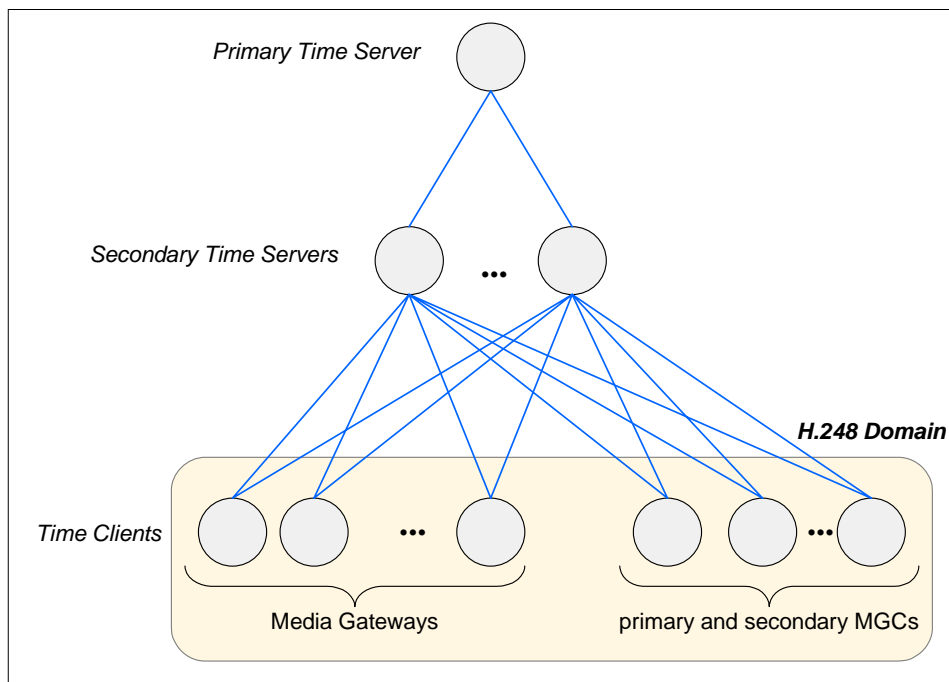 Primary Time Server
Secondary Time Servers
...
H.248 Domain
Time Clients
...
...
Media Gateways
primary and secondary MGCs